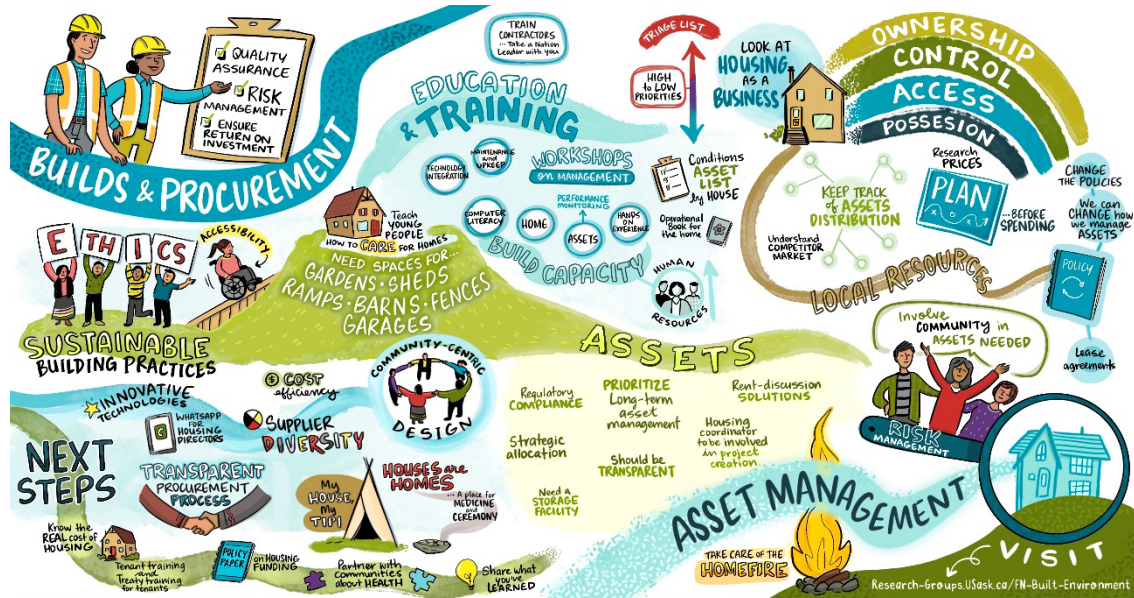 QUALITY
ASSURANCE
RISK
MANAGEMENT
ENSURE
RETURN ON
INVESTMENT
BUILDS & PROCUREMENT
TRAIN
CONTRACTORS
...Take a Nation
Leader with you
EDUCATION
& TRAINING
TECHNOLOGY
INTEGRATION
MAINTENANCE
and
UPKEEP
WORKSHOPS
on MANAGEMENT
COMPUTER
LITERACY
HOME
PERFORMANCE
MONITORING
ASSETS
HANDS
ON
EXPERIENCE
BUILD CAPACITY
HUMAN
RESOURCES
TRIAGE LIST
HIGH
to LOW
PRIORITIES
Conditions
ASSET
LIST
by HOUSE
Operational
Book for
the home
LOOK AT
HOUSING
AS A
BUSINESS
OWNERSHIP
CONTROL
ACCESS
POSSESION
KEEP TRACK
of ASSETS
DISTRIBUTION
Understand
COMPETITOR
MARKET
Research
PRICES
PLAN
...BEFORE
SPENDING
CHANGE
THE POLICIES
We can
CHANGE how
we manage
ASSETS
POLICY
Lease
agreements
LOCAL RESOURCES
ETHICS
ACCESSIBILITY
SUSTAINABLE
BUILDING PRACTICES
Teach
YOUNG
PEOPLE
HOW to CARE FOR HOMES
NEED SPACES FOR...
GARDENS · SHEDS
RAMPS · BARNS · FENCES
GARAGES
INNOVATIVE
TECHNOLOGIES
WHATSAPP
FOR
HOUSING
DIRECTORS
$ COST
efficiency
SUPPLIER
DIVERSITY
COMMUNITY-CENTRIC
DESIGN
ASSETS
Regulatory
COMPLIANCE
Strategic
allocation
Need a
STORAGE
FACILITY
PRIORITIZE
Long-term
asset
management
Should be
TRANSPARENT
Rent-discussion
SOLUTIONS
Housing
coordinator
to be involved
in project
creation
Involve
COMMUNITY in
ASSETS NEEDED
RISK
MANAGEMENT
NEXT
STEPS
TRANSPARENT
PROCUREMENT
PROCESS
My
HOUSE,
My
TIPI
HOUSES are
HOMES
...A place for
MEDICINE
and
CEREMONY
Know the
REAL cost of
HOUSING
Tenant training
and
Treaty training
for tenants
POLICY
PAPER
on HOUSING
FUNDING
Partner with
Communities
about HEALTH
Share what
you've
LEARNED
ASSET MANAGEMENT
TAKE CARE OF THE
HOMEFIRE
VISIT
Research-Groups.USask.ca/FN-Built-Environment